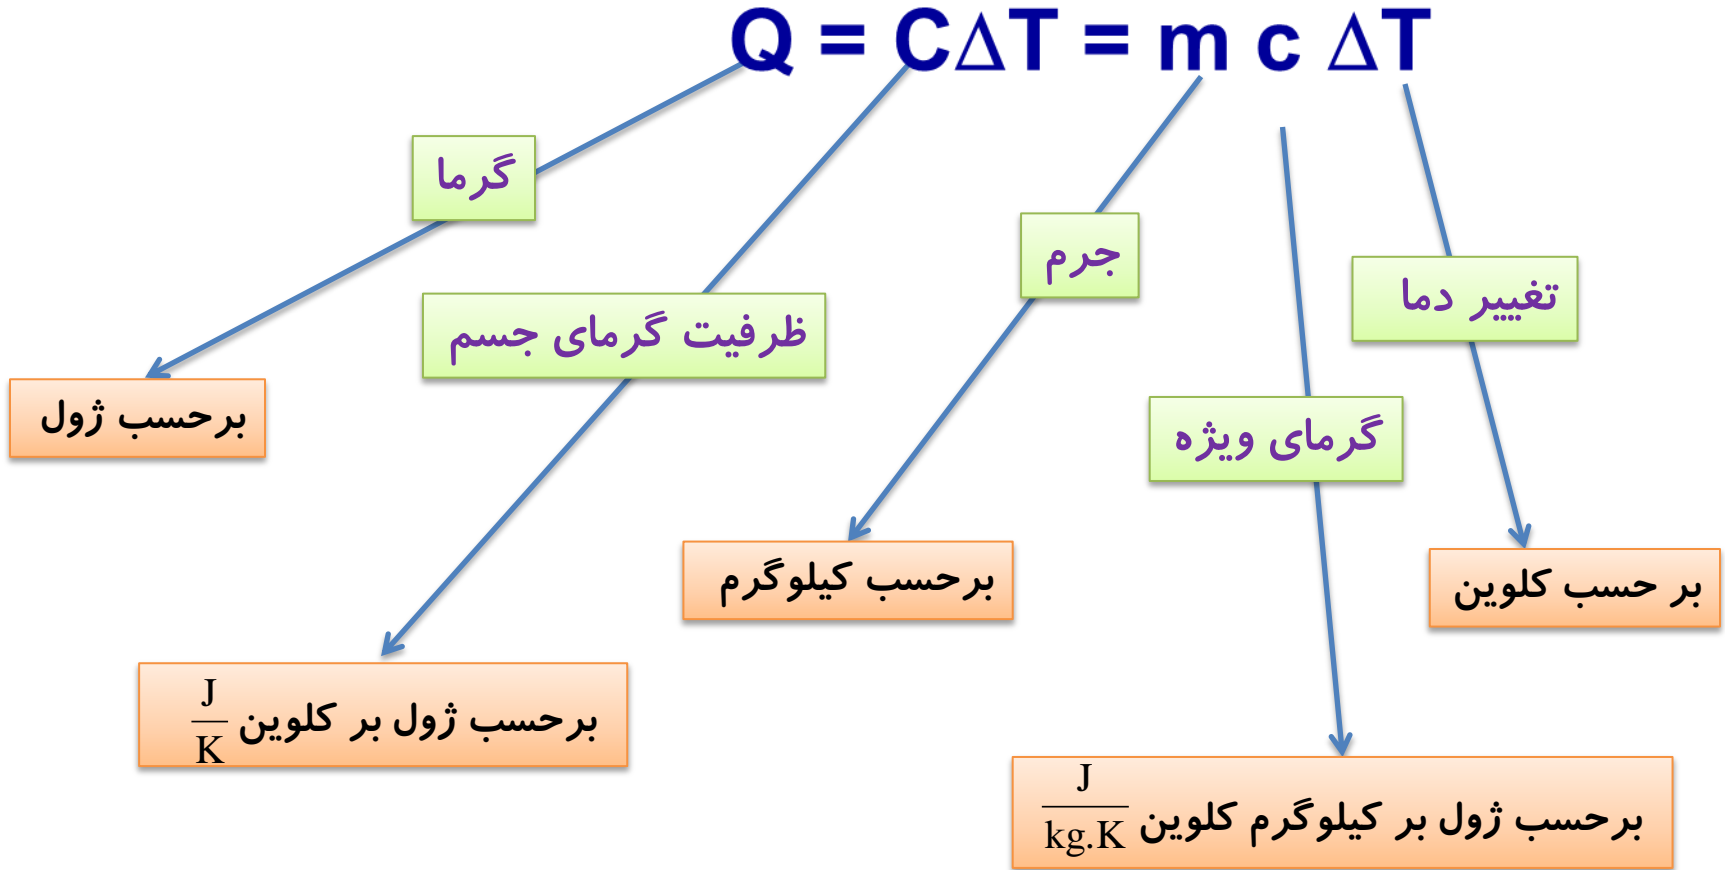 Q = CΔT = m c ΔT
گرما
جرم
تغییر دما
ظرفیت گرمای جسم
برحسب ژول
گرمای ویژه
برحسب کیلوگرم
بر حسب کلوین
برحسب ژول بر کلوین J/K
برحسب ژول بر کیلوگرم کلوین J/kg.K